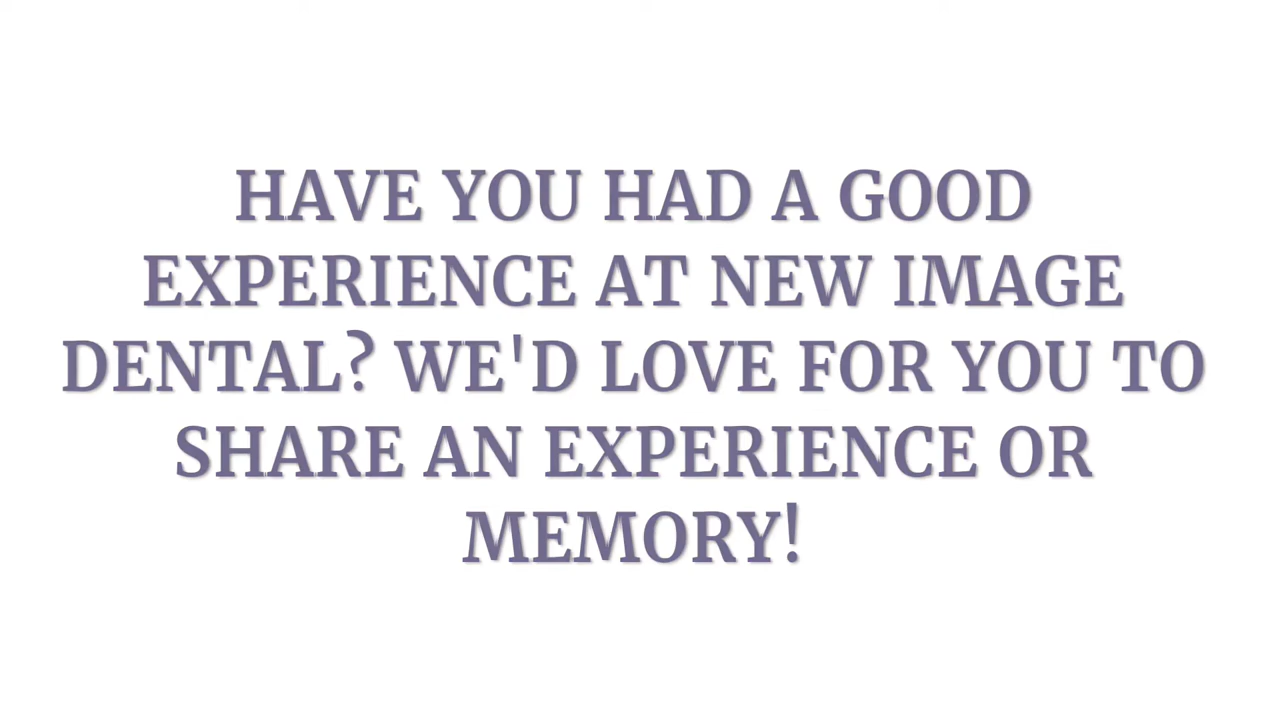 HAVE YOU HAD A GOOD
EXPERIENCE AT NEW IMAGE
DENTAL? WE'D LOVE FOR YOU TO
SHARE AN EXPERIENCE OR
MEMORY!